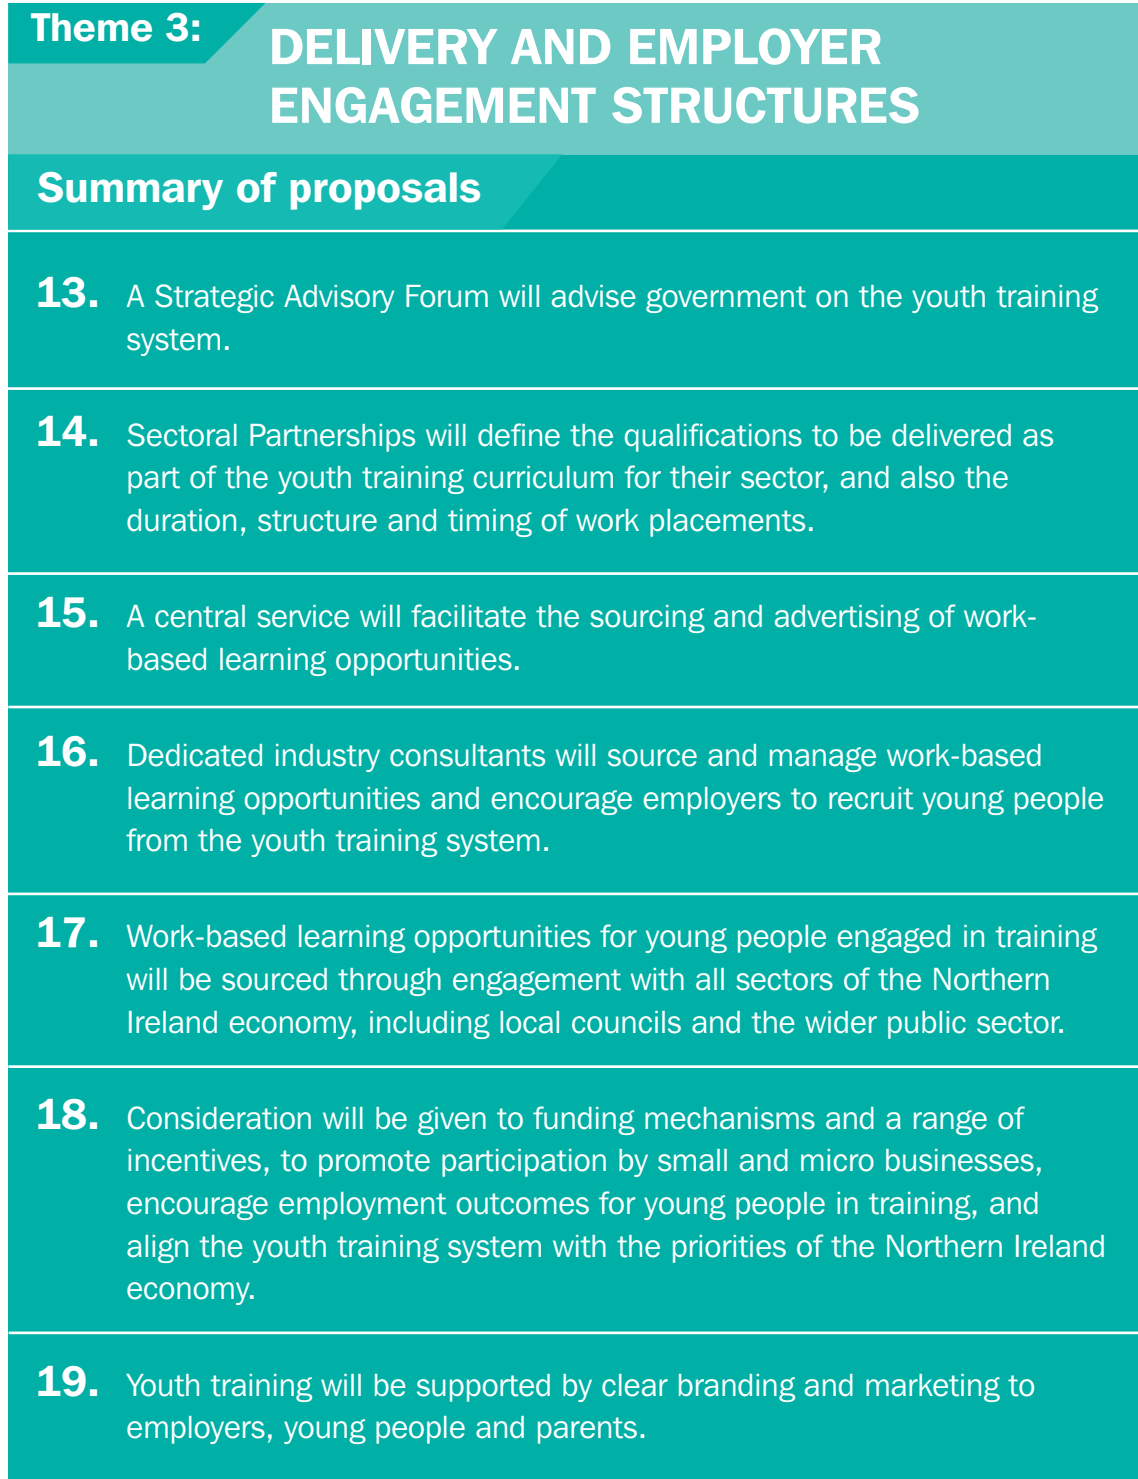 Theme 3:
DELIVERY AND EMPLOYER
ENGAGEMENT STRUCTURES
Summary of proposals
13. A Strategic Advisory Forum will advise government on the youth training
system.
14. Sectoral Partnerships will define the qualifications to be delivered as
part of the youth training curriculum for their sector, and also the
duration, structure and timing of work placements.
15. A central service will facilitate the sourcing and advertising of work-
based learning opportunities.
16. Dedicated industry consultants will source and manage work-based
learning opportunities and encourage employers to recruit young people
from the youth training system.
17. Work-based learning opportunities for young people engaged in training
will be sourced through engagement with all sectors of the Northern
Ireland economy, including local councils and the wider public sector.
18. Consideration will be given to funding mechanisms and a range of
incentives, to promote participation by small and micro businesses,
encourage employment outcomes for young people in training, and
align the youth training system with the priorities of the Northern Ireland
economy.
19. Youth training will be supported by clear branding and marketing to
employers, young people and parents.